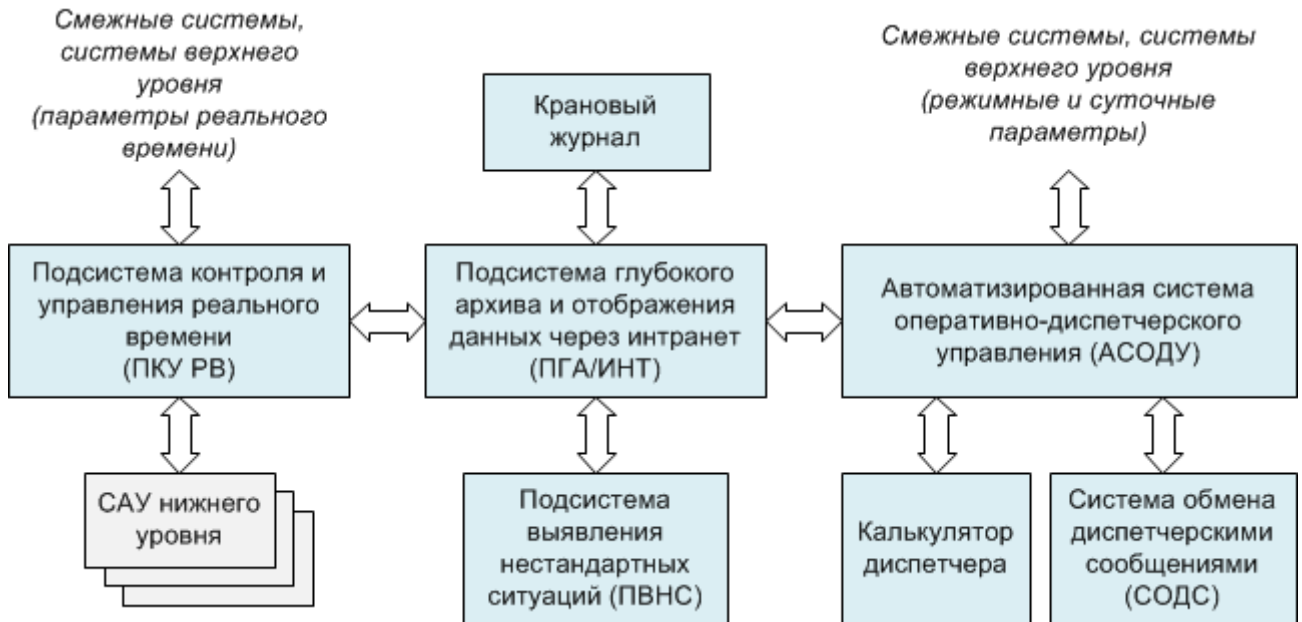 Смежные системы,
системы верхнего
уровня
(параметры реального
времени)
Крановый
журнал
Смежные системы, системы
верхнего уровня
(режимные и суточные
параметры)
Подсистема контроля и
управления реального
времени
(ПКУ РВ)
Подсистема глубокого
архива и отображения
данных через интранет
(ПГА/ИНТ)
Автоматизированная система
оперативно-диспетчерского
управления (АСОДУ)
САУ нижнего
уровня
Подсистема
выявления
нестандартных
ситуаций (ПВНС)
Калькулятор
диспетчера
Система обмена
диспетчерскими
сообщениями
(СОДС)